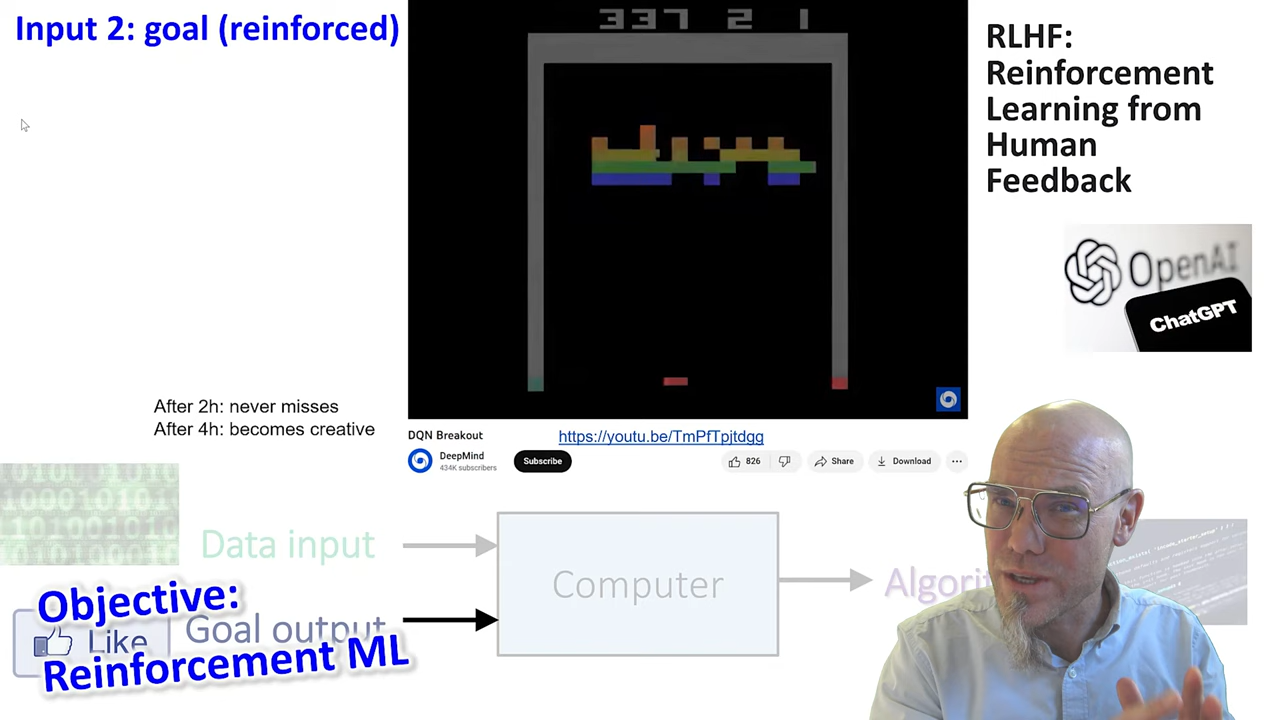 Input 2: goal (reinforced)
337 2 1
RLHF:
Reinforcement
Learning from
Human
Feedback
OpenAI
ChatGPT
After 2h: never misses
After 4h: becomes creative
DQN Breakout
https://youtu.be/TmPfTpjtdgg
DeepMind
434K subscribers
Subscribe
826
Share
Download
Data input
Computer
Algorit
Objective:
Like
Goal output
Reinforcement ML